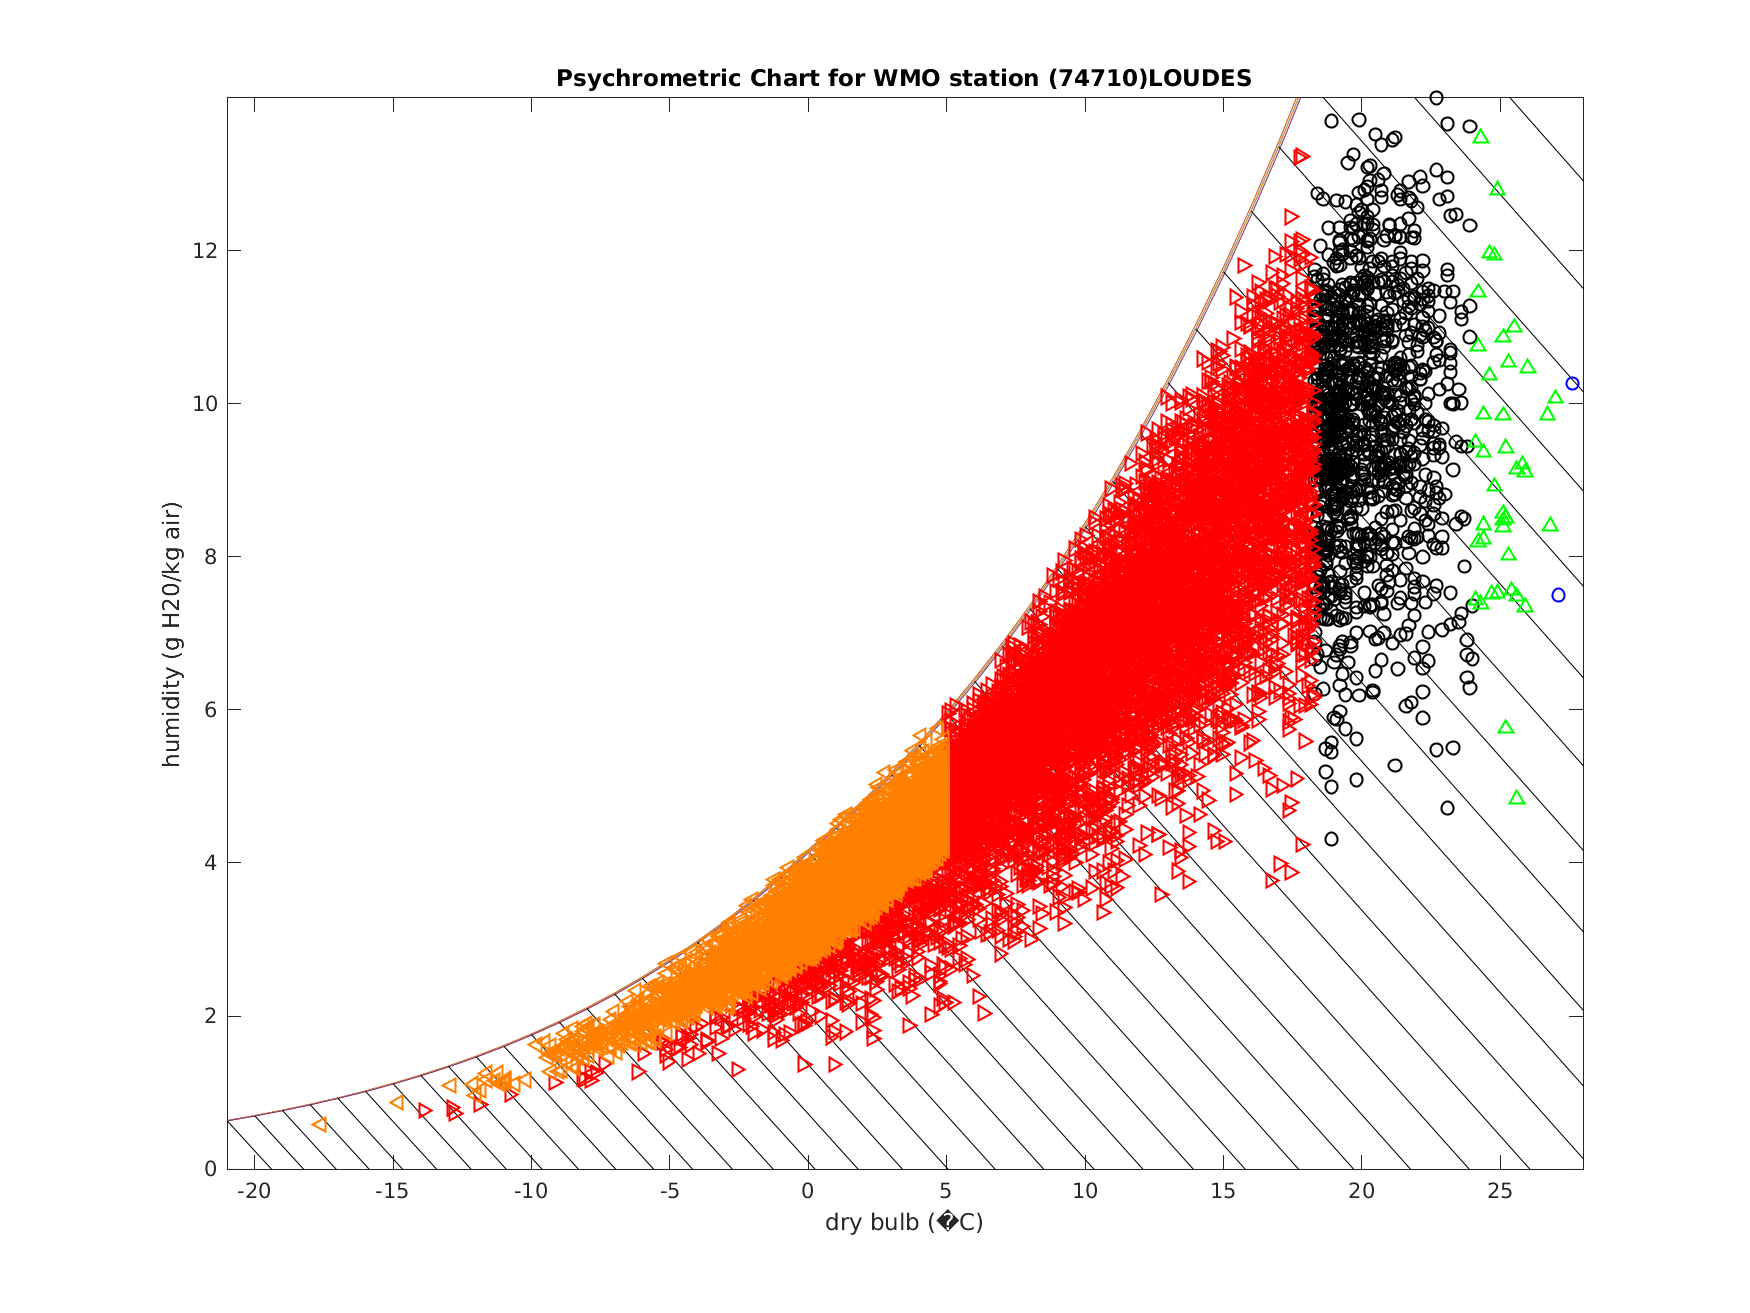 Psychrometric Chart for WMO station (74710)LOUDES
humidity (g H20/kg air)
12
10
8
6
4
2
0
-20 -15 -10 -5 0 5 10 15 20 25
dry bulb (�C)